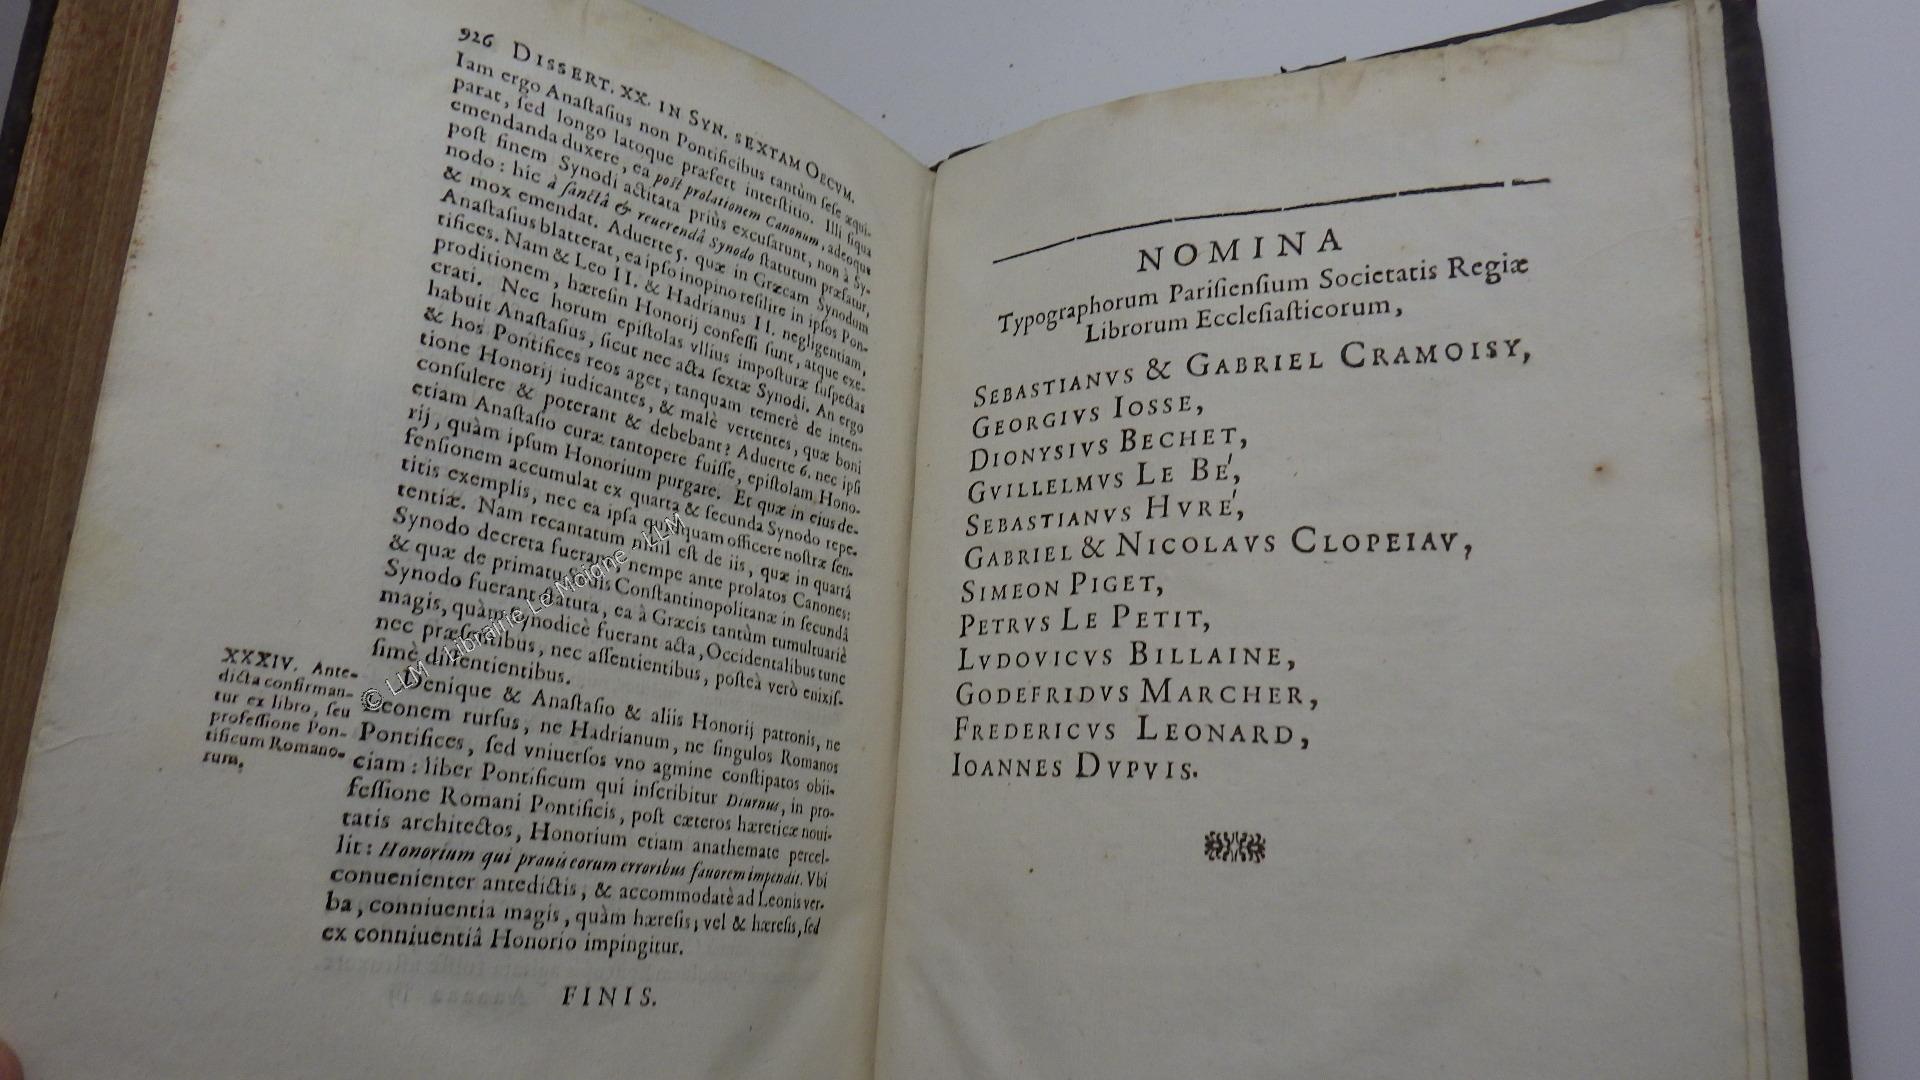 926 DISSERT. XX. IN SYN. SEXTAM OECVM.
Iam ergo Anaſtaſius non Pontificibus tantùm ſeſe æqui-
parat, ſed longo latoque præfert interſtitio. Illi ſiqua
emendanda duxere, ea poſt prolationem Canonum, adeoque
poſt finem Synodi actitata priùs excuſarunt, non à Sy-
nodo: hic à ſanctâ & reuerendâ Synodo ſtatutum præfatur,
& mox emendat. Aduerte 5. quæ in Græcam Synodum
Anaſtaſius blatterat, ea ipſo inopino reſilire in ipſos Pon-
tifices. Nam & Leo II. & Hadrianus II. negligentiam,
proditionem, hæreſin Honorij confeſſi ſunt, atque exe-
crati. Nec horum epiſtolas vllius impoſturæ ſuſpectas
habuit Anaſtaſius, ſicut nec acta ſextæ Synodi. An ergo
& hos Pontifices reos aget, tanquam temerè de inten-
tione Honorij iudicantes, & malè vertentes, quæ boni
conſulere & poterant & debebant? Aduerte 6. nec ipſi
etiam Anaſtaſio curæ tantopere fuiſſe, epiſtolam Hono-
rij, quàm ipſum Honorium purgare. Et quæ in eius de-
fenſionem accumulat ex quarta & ſecunda Synodo repe-
titis exemplis, nec ea ipſa quicquam officere noſtræ ſen-
tentiæ. Nam recantatum nihil eſt de iis, quæ in quartâ
Synodo decreta fuerant, nempe ante prolatos Canones:
& quæ de primatu ſedis Conſtantinopolitanæ in ſecundâ
Synodo fuerant ſtatuta, ea à Græcis tantùm tumultuariè
magis, quàm ſynodicè fuerant acta, Occidentalibus tunc
nec præſentibus, nec aſſentientibus, poſteà verò enixiſ-
ſimè diſſentientibus.
XXXIV. Ante-
dicta confirman-
tur ex libro, ſeu
profeſſione Pon-
tificum Romano-
rum.
Denique & Anaſtaſio & aliis Honorij patronis, ne
Leonem rurſus, ne Hadrianum, ne ſingulos Romanos
Pontifices, ſed vniuerſos vno agmine conſtipatos obii-
ciam: liber Pontificum qui inſcribitur Diurnus, in pro-
feſſione Romani Pontificis, poſt cæteros hæreticæ noui-
tatis architectos, Honorium etiam anathemate percel-
lit: Honorium qui prauis eorum erroribus fauorem impendit. Vbi
conuenienter antedictis, & accommodatè ad Leonis ver-
ba, conniuentia magis, quàm hæreſis; vel & hæreſis, ſed
ex conniuentiâ Honorio impingitur.
FINIS.
© LLM - Librairie Le Moigne - LLM
NOMINA
Typographorum Pariſienſium Societatis Regiæ
Librorum Eccleſiaſticorum,
SEBASTIANVS & GABRIEL CRAMOISY,
GEORGIVS IOSSE,
DIONYSIVS BECHET,
GVILLELMVS LE BÉ,
SEBASTIANVS HVRÉ,
GABRIEL & NICOLAVS CLOPEIAV,
SIMEON PIGET,
PETRVS LE PETIT,
LVDOVICVS BILLAINE,
GODEFRIDVS MARCHER,
FREDERICVS LEONARD,
IOANNES DVPVIS.